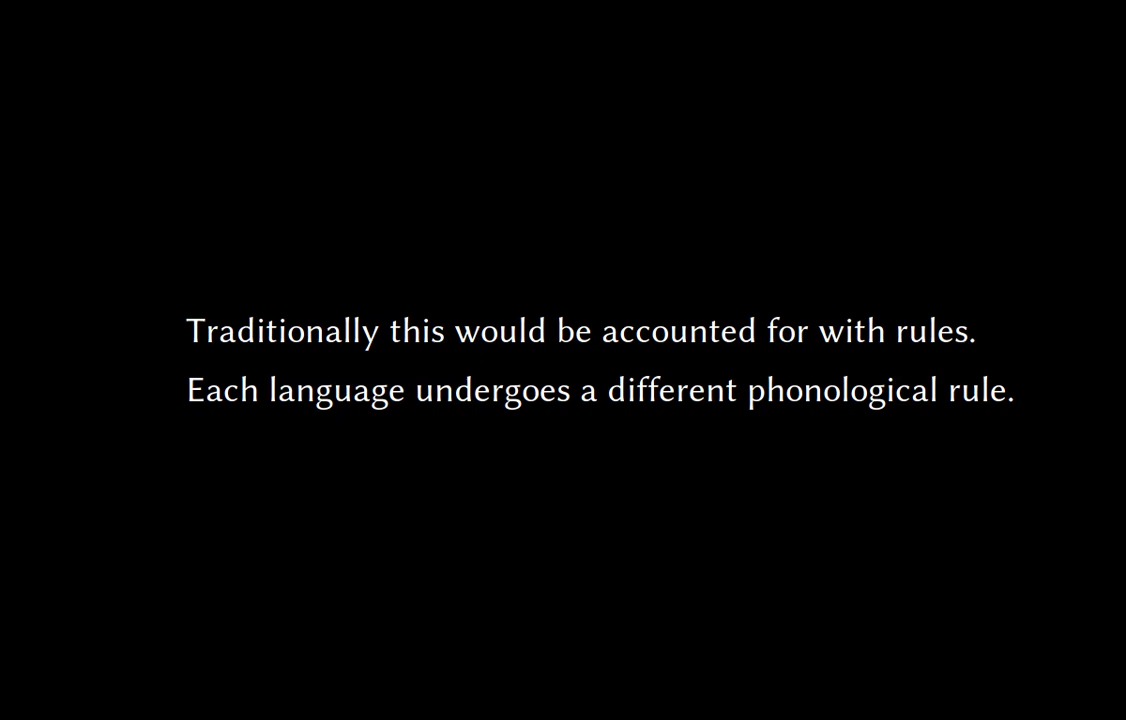 Traditionally this would be accounted for with rules.
Each language undergoes a different phonological rule.